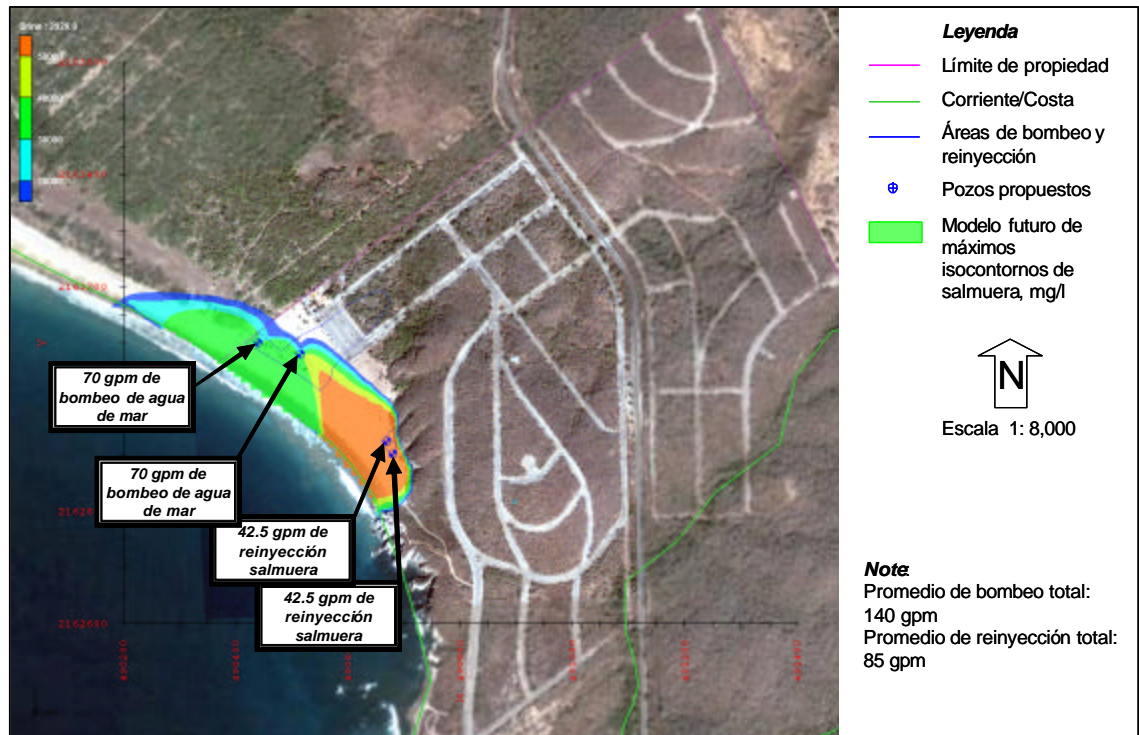 Leyenda
Límite de propiedad
Corriente/Costa
Áreas de bombeo y
reinyección
Pozos propuestos
Modelo futuro de
máximos
isocontornos de
salmuera, mg/l
N
Escala 1: 8,000
Note:
Promedio de bombeo total:
140 gpm
Promedio de reinyección total:
85 gpm
70 gpm de
bombeo de agua
de mar
70 gpm de
bombeo de agua
de mar
42.5 gpm de
reinyección
salmuera
42.5 gpm de
reinyección
salmuera